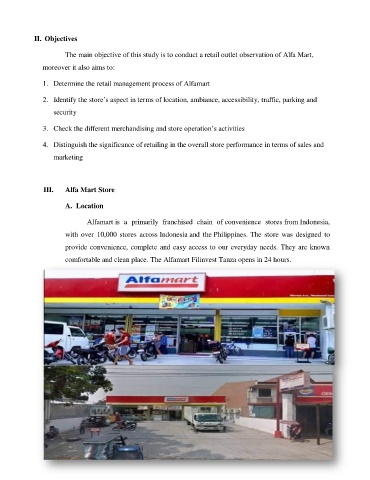 II. Objectives
The main objective of this study is to conduct a retail outlet observation of Alfa Mart,
moreover it also aims to:
1. Determine the retail management process of Alfamart
2. Identify the store's aspect in terms of location, ambiance, accessibility, traffic, parking and
security
3. Check the different merchandising and store operation's activities
4. Distinguish the significance of retailing in the overall store performance in terms of sales and
marketing
III. Alfa Mart Store
A. Location
Alfamart is a primarily franchised chain of convenience stores from Indonesia,
with over 10,000 stores across Indonesia and the Philippines. The store was designed to
provide convenience, complete and easy access to our everyday needs. They are known
comfortable and clean place. The Alfamart Filinvest Tanza opens in 24 hours.
Alfamart